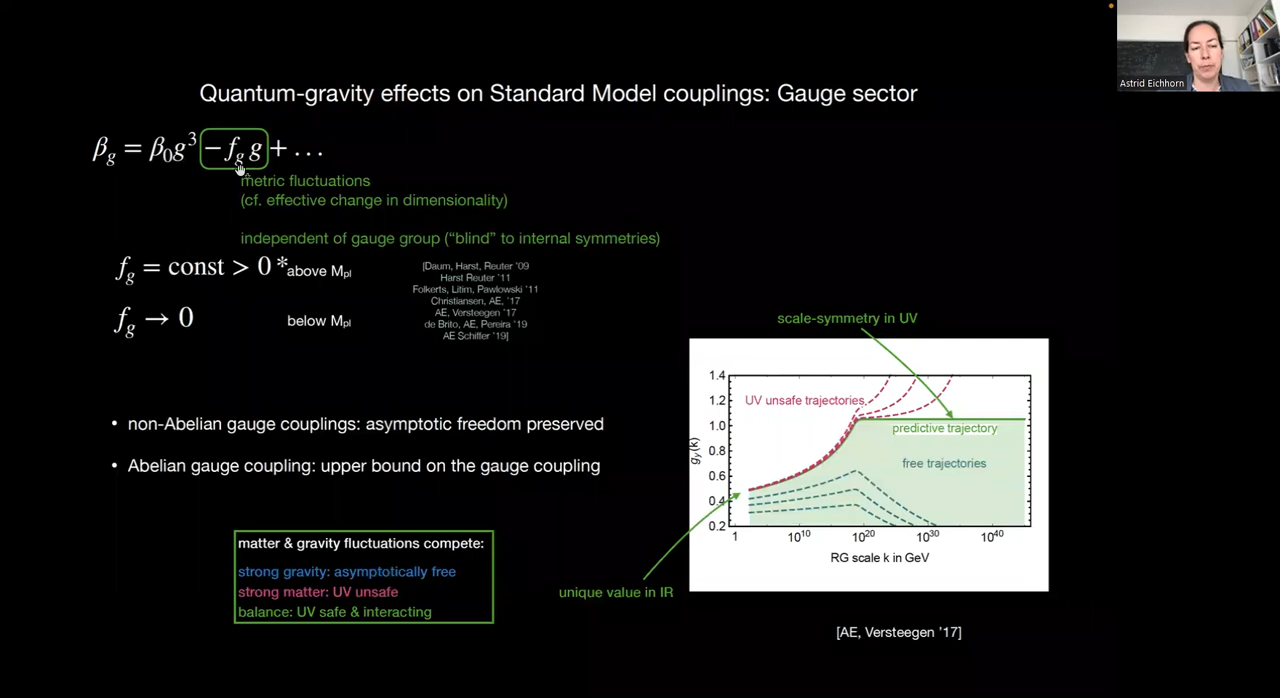 Astrid Eichhorn
Quantum-gravity effects on Standard Model couplings: Gauge sector
β_g = β₀g³ − f_g g + …
metric fluctuations
(cf. effective change in dimensionality)
independent of gauge group (“blind” to internal symmetries)
f_g = const > 0 * above M_pl
f_g → 0 below M_pl
[Daum, Harst, Reuter ’09
Harst Reuter ’11
Folkerts, Litim, Pawlowski ’11
Christiansen, AE, ’17
AE, Versteegen ’17
de Brito, AE, Pereira ’19
AE Schiffer ’19]
• non-Abelian gauge couplings: asymptotic freedom preserved
• Abelian gauge coupling: upper bound on the gauge coupling
matter & gravity fluctuations compete:
strong gravity: asymptotically free
strong matter: UV unsafe
balance: UV safe & interacting
scale-symmetry in UV
1.4
1.2
1.0
0.8
0.6
0.4
0.2
g_y(k)
UV unsafe trajectories
predictive trajectory
free trajectories
1 10¹⁰ 10²⁰ 10³⁰ 10⁴⁰
RG scale k in GeV
unique value in IR
[AE, Versteegen ’17]